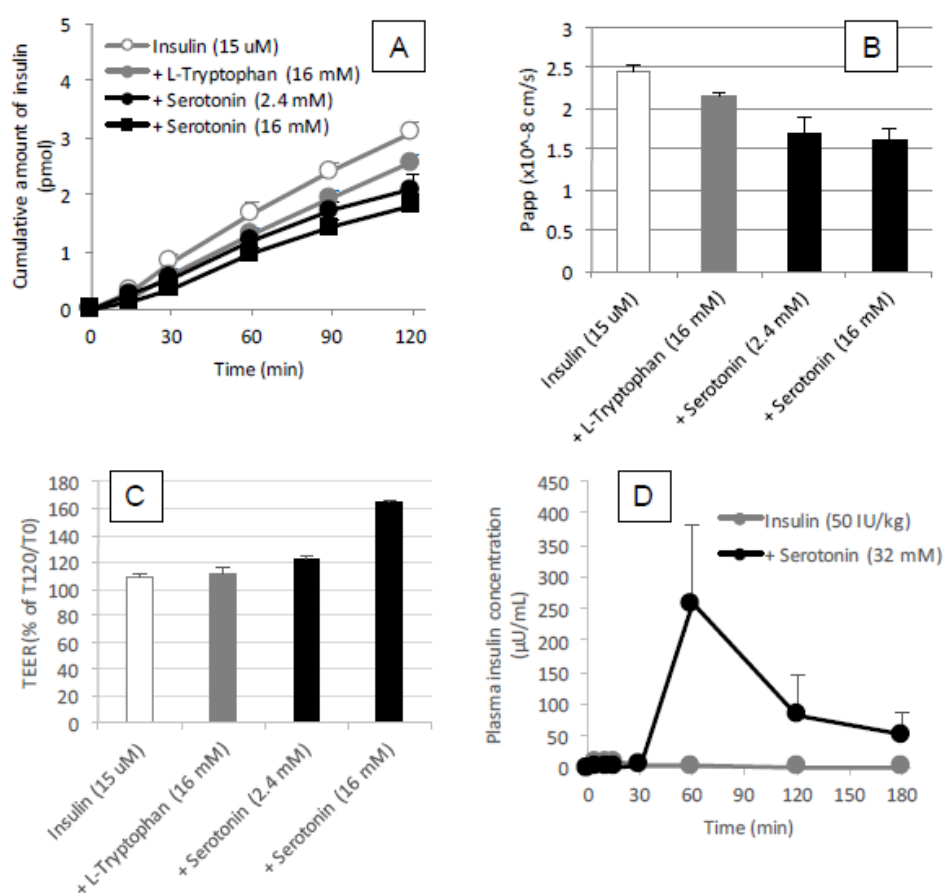 A
Insulin (15 uM)
+ L-Tryptophan (16 mM)
+ Serotonin (2.4 mM)
+ Serotonin (16 mM)
Cumulative amount of insulin
(pmol)
5
4
3
2
1
0
0 30 60 90 120
Time (min)
B
Papp (x10^-8 cm/s)
3
2.5
2
1.5
1
0.5
0
Insulin (15 uM)
+ L-Tryptophan (16 mM)
+ Serotonin (2.4 mM)
+ Serotonin (16 mM)
C
TEER(% of T120/T0)
180
160
140
120
100
80
60
40
20
0
Insulin (15 uM)
+ L-Tryptophan (16 mM)
+ Serotonin (2.4 mM)
+ Serotonin (16 mM)
D
Insulin (50 IU/kg)
+ Serotonin (32 mM)
Plasma insulin concentration
(µU/mL)
450
400
350
300
250
200
150
100
50
0
0 30 60 90 120 150 180
Time (min)